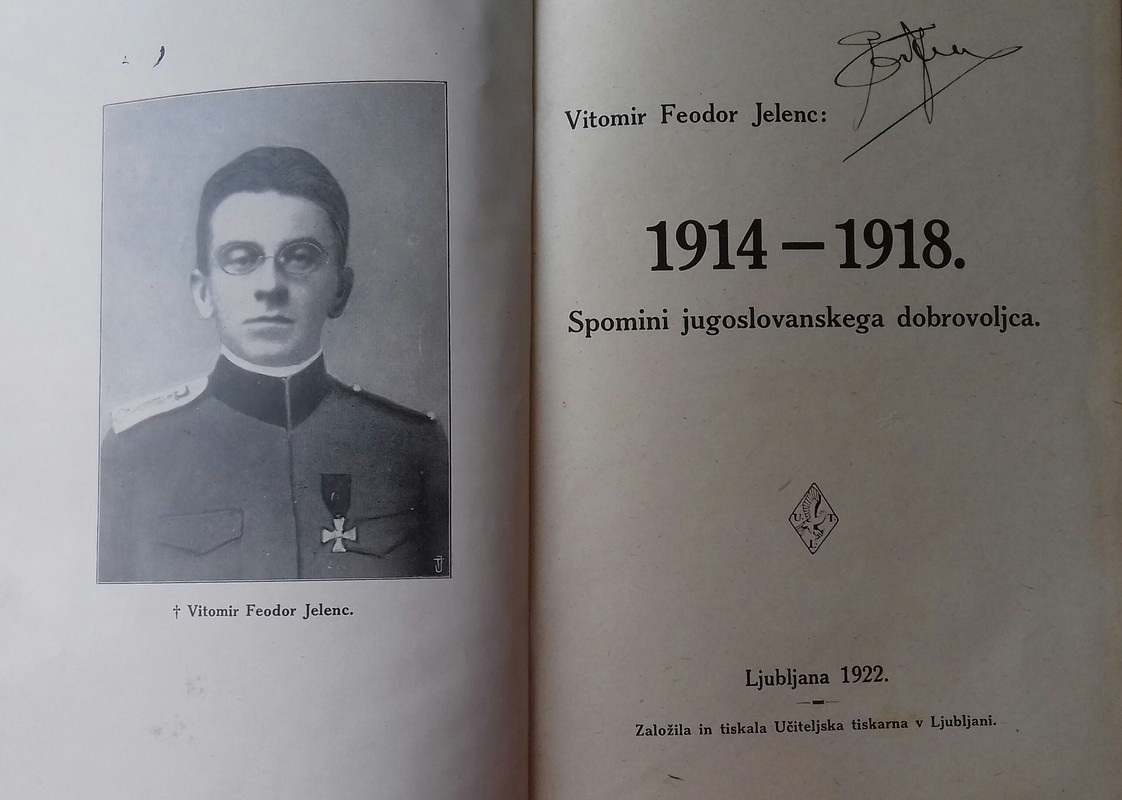 † Vitomir Feodor Jelenc.
Vitomir Feodor Jelenc:
1914—1918.
Spomini jugoslovanskega dobrovoljca.
U. T.
L.
Ljubljana 1922.
Založila in tiskala Učiteljska tiskarna v Ljubljani.